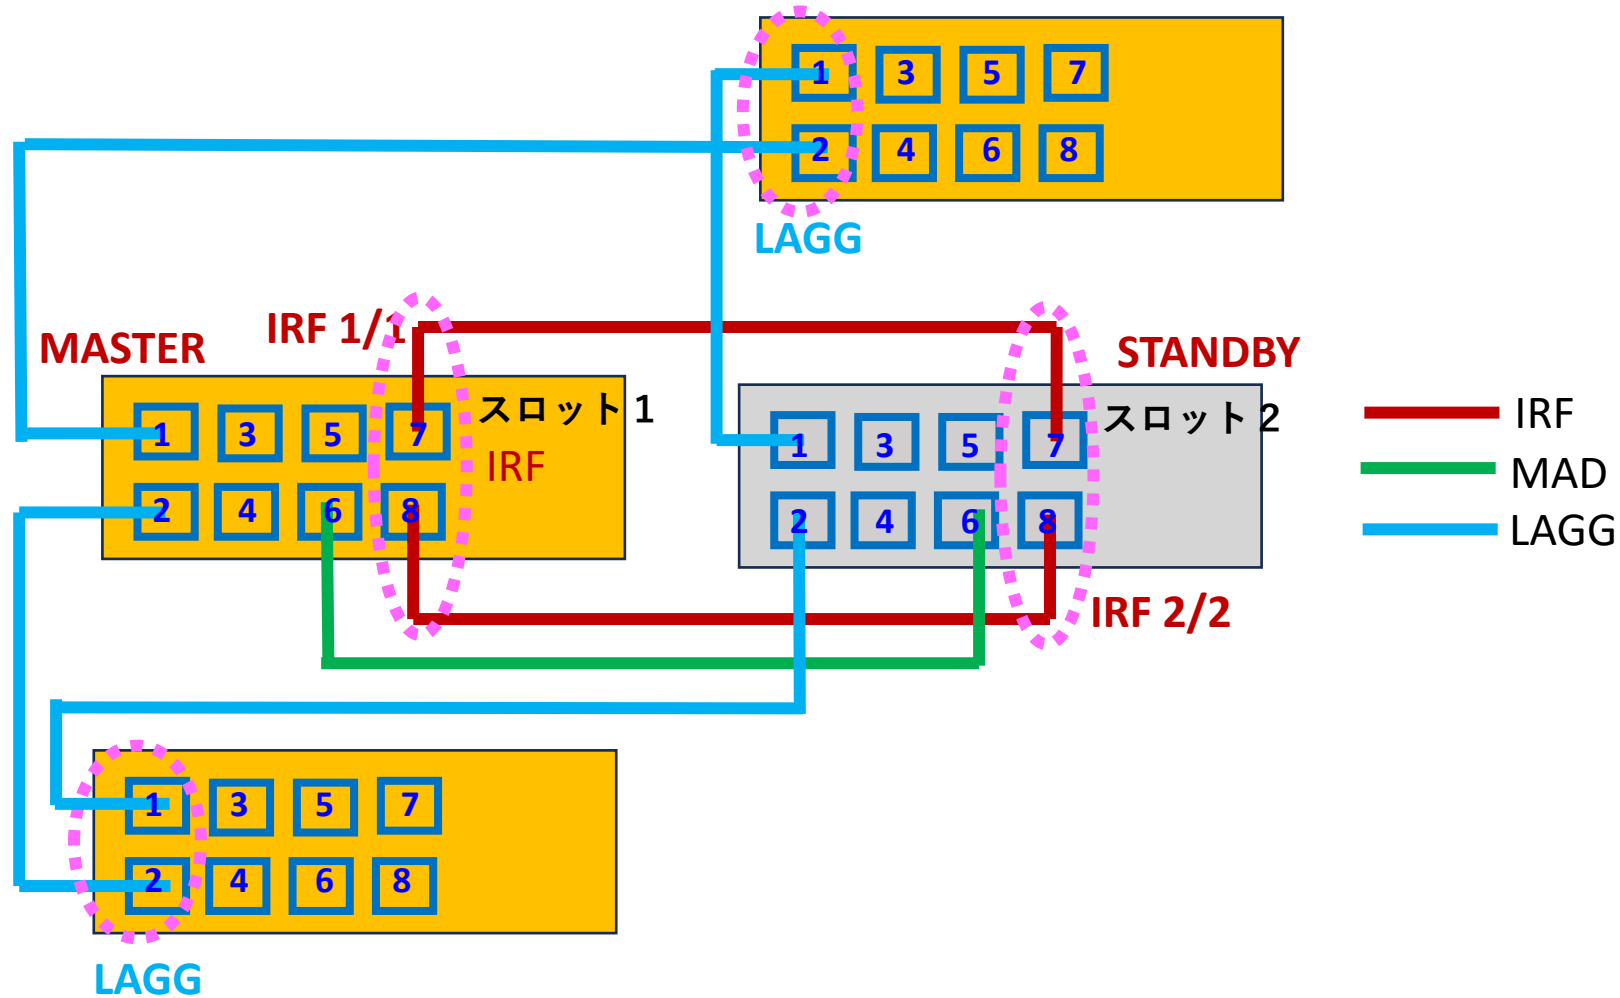 1 3 5 7
2 4 6 8
LAGG
MASTER
IRF 1/1
STANDBY
スロット 1
1 3 5 7
IRF
2 4 6 8
スロット 2
1 3 5 7
2 4 6 8
IRF 2/2
IRF
MAD
LAGG
1 3 5 7
2 4 6 8
LAGG